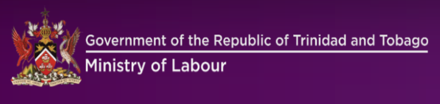 Government of the Republic of Trinidad and Tobago
Ministry of Labour